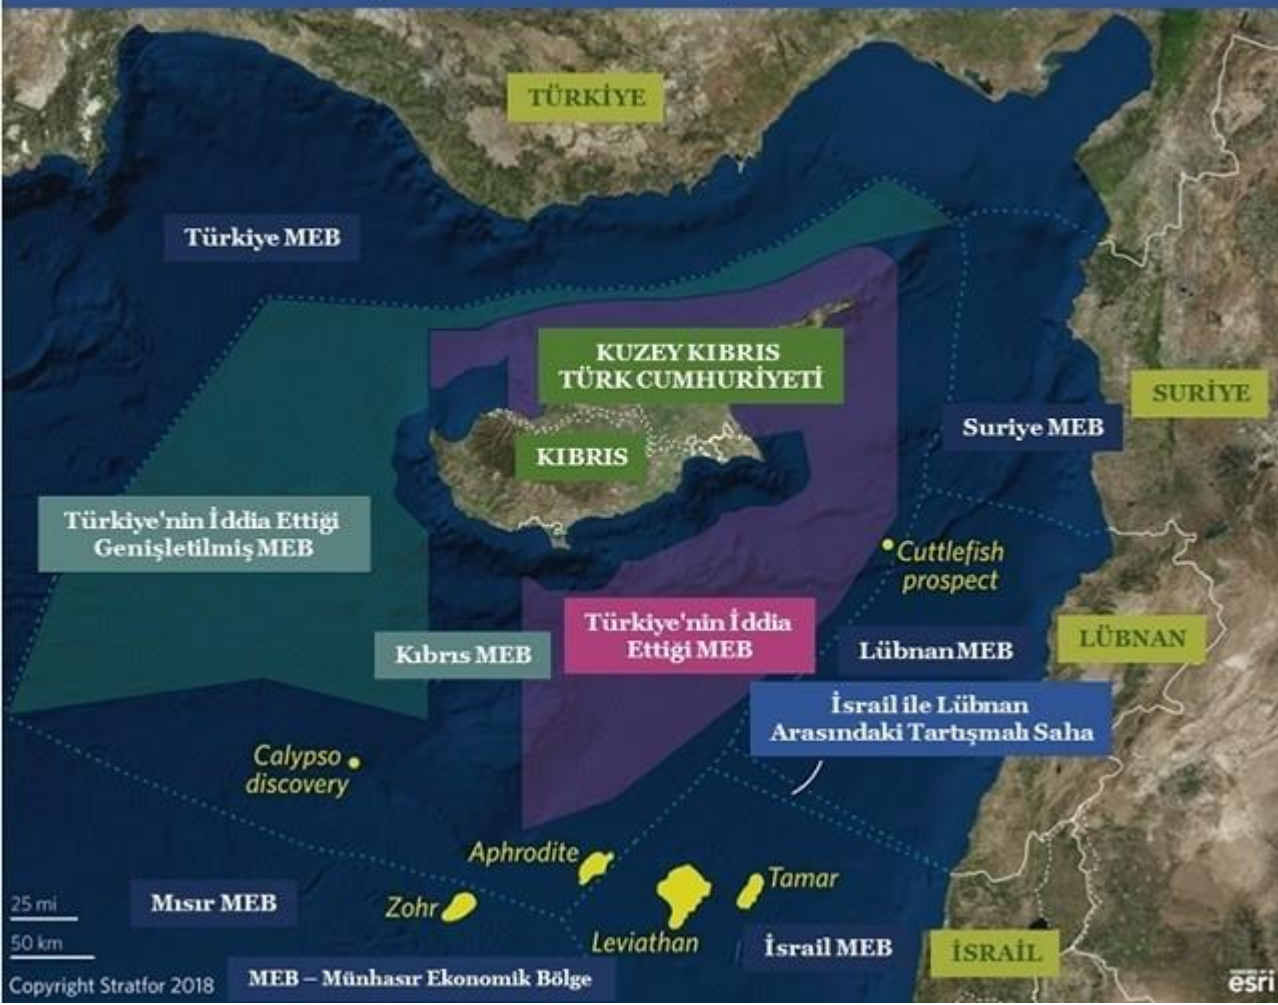 TÜRKİYE
Türkiye MEB
KUZEY KIBRIS
TÜRK CUMHURİYETİ
SURİYE
Suriye MEB
KIBRIS
Türkiye'nin İddia Ettiği
Genişletilmiş MEB
Cuttlefish
prospect
Türkiye'nin İddia
Ettiği MEB
Kıbrıs MEB
Lübnan MEB
LÜBNAN
İsrail ile Lübnan
Arasındaki Tartışmalı Saha
Calypso
discovery
Aphrodite
Tamar
Zohr
Leviathan
Mısır MEB
İsrail MEB
İSRAİL
25 mi
50 km
Copyright Stratfor 2018
MEB – Münhasır Ekonomik Bölge
esri